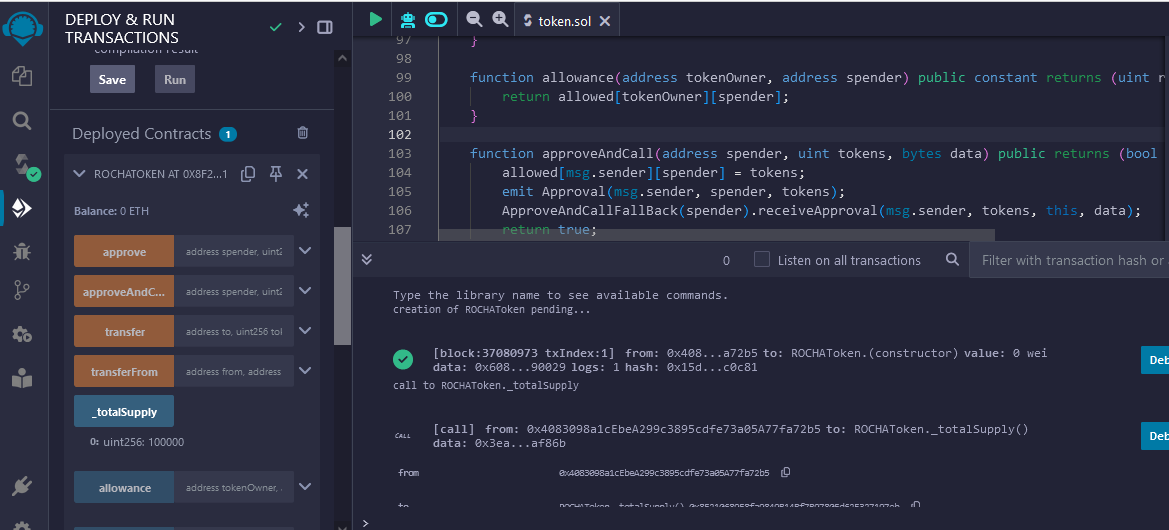 DEPLOY & RUN
TRANSACTIONS
compilation result
Save
Run
Deployed Contracts 1
ROCHATOKEN AT 0X8F2...1
Balance: 0 ETH
approve
address spender, uint2
approveAndC...
address spender, uint2
transfer
address to, uint256 tol
transferFrom
address from, address
_totalSupply
0: uint256: 100000
allowance
address tokenOwner, .
token.sol
97 }
98
99 function allowance(address tokenOwner, address spender) public constant returns (uint r
100 return allowed[tokenOwner][spender];
101 }
102
103 function approveAndCall(address spender, uint tokens, bytes data) public returns (bool
104 allowed[msg.sender][spender] = tokens;
105 emit Approval(msg.sender, spender, tokens);
106 ApproveAndCallFallBack(spender).receiveApproval(msg.sender, tokens, this, data);
107 return true;
0
Listen on all transactions
Filter with transaction hash or
Type the library name to see available commands.
creation of ROCHAToken pending...
[block:37080973 txIndex:1] from: 0x408...a72b5 to: ROCHAToken.(constructor) value: 0 wei
data: 0x608...90029 logs: 1 hash: 0x15d...c0c81
Deb
call to ROCHAToken._totalSupply
CALL
[call] from: 0x4083098a1cEbeA299c3895cdfe73a05A77fa72b5 to: ROCHAToken._totalSupply()
data: 0x3ea...af86b
Deb
from
0x4083098a1cEbeA299c3895cdfe73a05A77fa72b5
to
ROCHAToken._totalSupply()
>